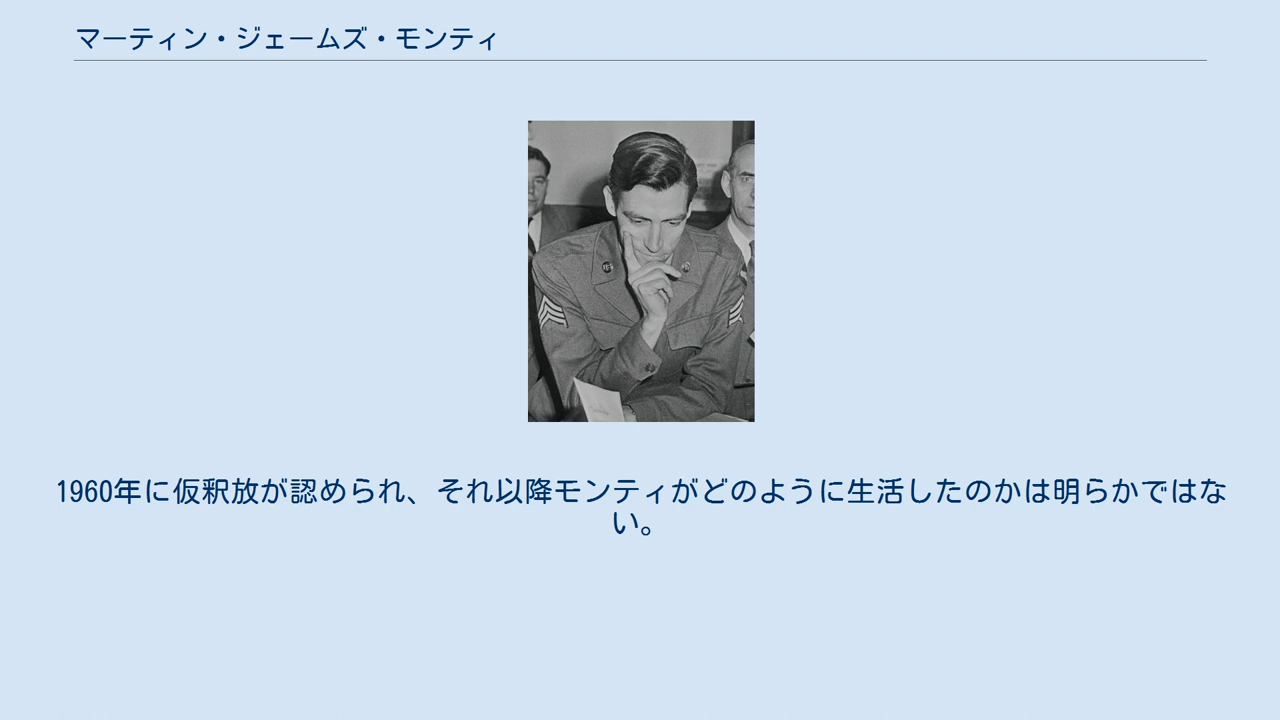 マーティン・ジェームズ・モンティ
1960年に仮釈放が認められ、それ以降モンティがどのように生活したのかは明らかではな
い。